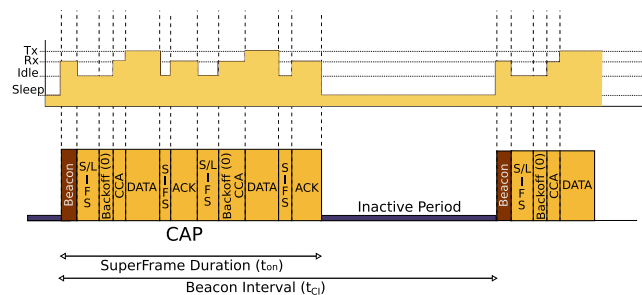 Tx
Rx
Idle
Sleep
Beacon
S/L
I
F
S
Backoff (0)
CCA
DATA
S
I
F
S
ACK
S/L
I
F
S
Backoff (0)
CCA
DATA
S
I
F
S
ACK
Inactive Period
Beacon
S/L
I
F
S
Backoff (0)
CCA
DATA
CAP
SuperFrame Duration (ton)
Beacon Interval (tCI)